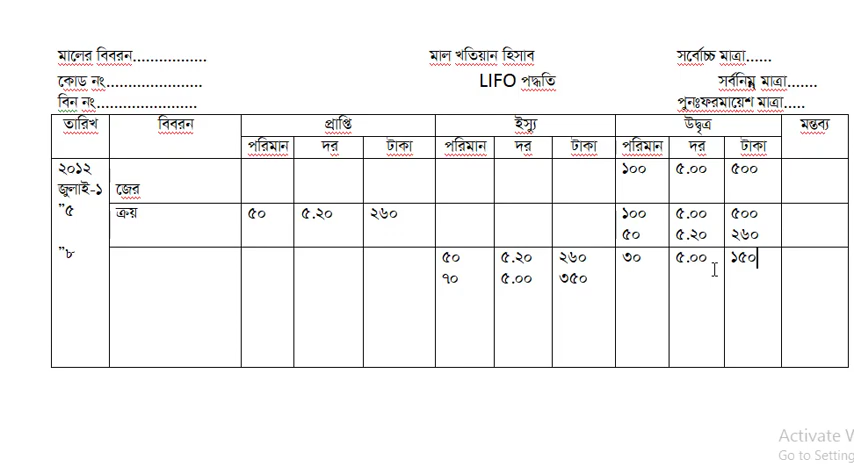 মালের বিবরন................. মাল খতিয়ান হিসাব সর্বোচ্চ মাত্রা......
কোড নং...................... LIFO পদ্ধতি সর্বনিম্ন মাত্রা.......
বিন নং....................... পুনঃফরমায়েশ মাত্রা.....
তারিখ বিবরন প্রাপ্তি ইস্যু উদ্বৃত্ত মন্তব্য
পরিমান দর টাকা পরিমান দর টাকা পরিমান দর টাকা
২০১২ ১০০ ৫.০০ ৫০০
জুলাই-১ জের
”৫ ক্রয় ৫০ ৫.২০ ২৬০ ১০০ ৫.০০ ৫০০
৫০ ৫.২০ ২৬০
”৮ ৫০ ৫.২০ ২৬০ ৩০ ৫.০০ ১৫০
৭০ ৫.০০ ৩৫০
Activate W
Go to Setting